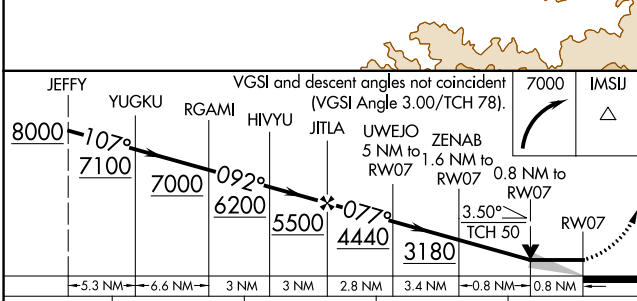 VGSI and descent angles not coincident
(VGSI Angle 3.00/TCH 78).
7000
IMSIJ
JEFFY
YUGKU
RGAMI
HIVYU
JITLA
UWEJO
5 NM to
RW07
ZENAB
1.6 NM to
RW07
0.8 NM to
RW07
RW07
8000
107°
7100
7000
092°
6200
5500
077°
4440
3180
3.50°
TCH 50
5.3 NM
6.6 NM
3 NM
3 NM
2.8 NM
3.4 NM
0.8 NM
0.8 NM